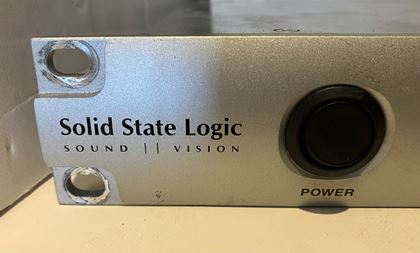 Solid State Logic
SOUND || VISION
POWER